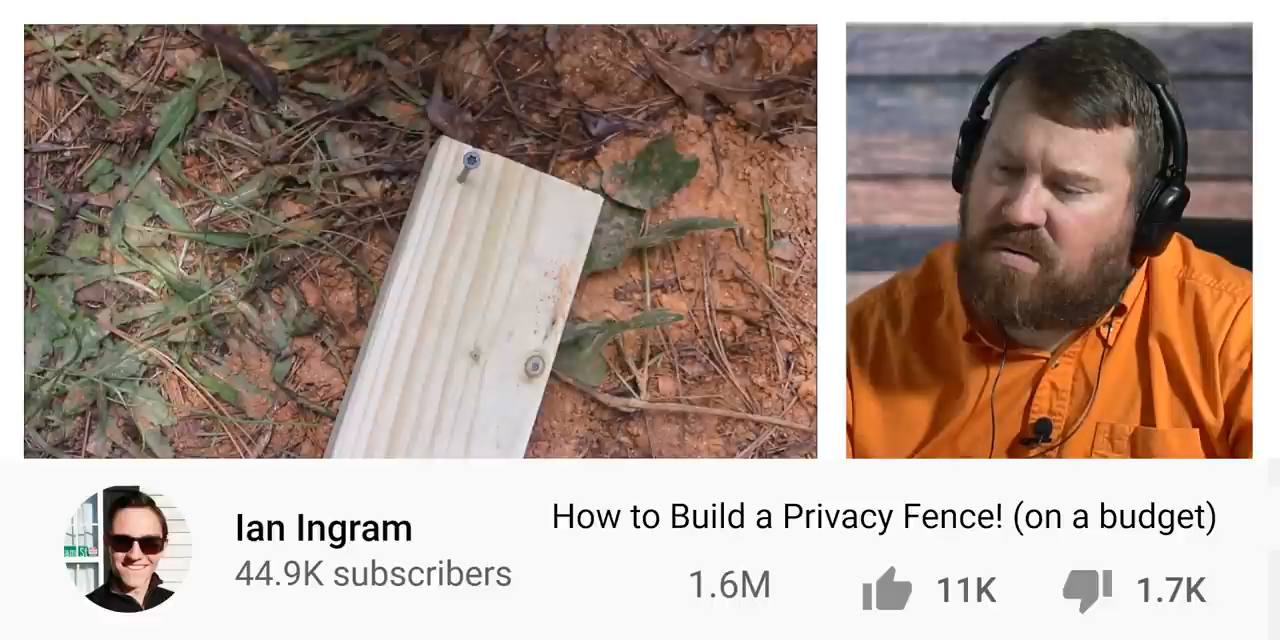 Ian Ingram
44.9K subscribers
How to Build a Privacy Fence! (on a budget)
1.6M 11K 1.7K